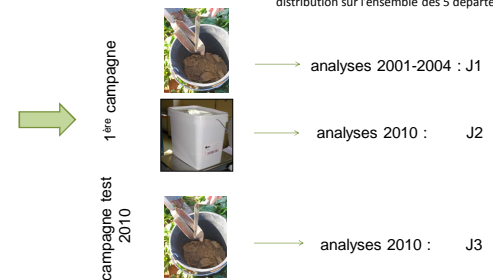 distribution sur l'ensemble des 5 départe
1ère campagne
analyses 2001-2004 : J1
analyses 2010 : J2
campagne test
2010
analyses 2010 : J3